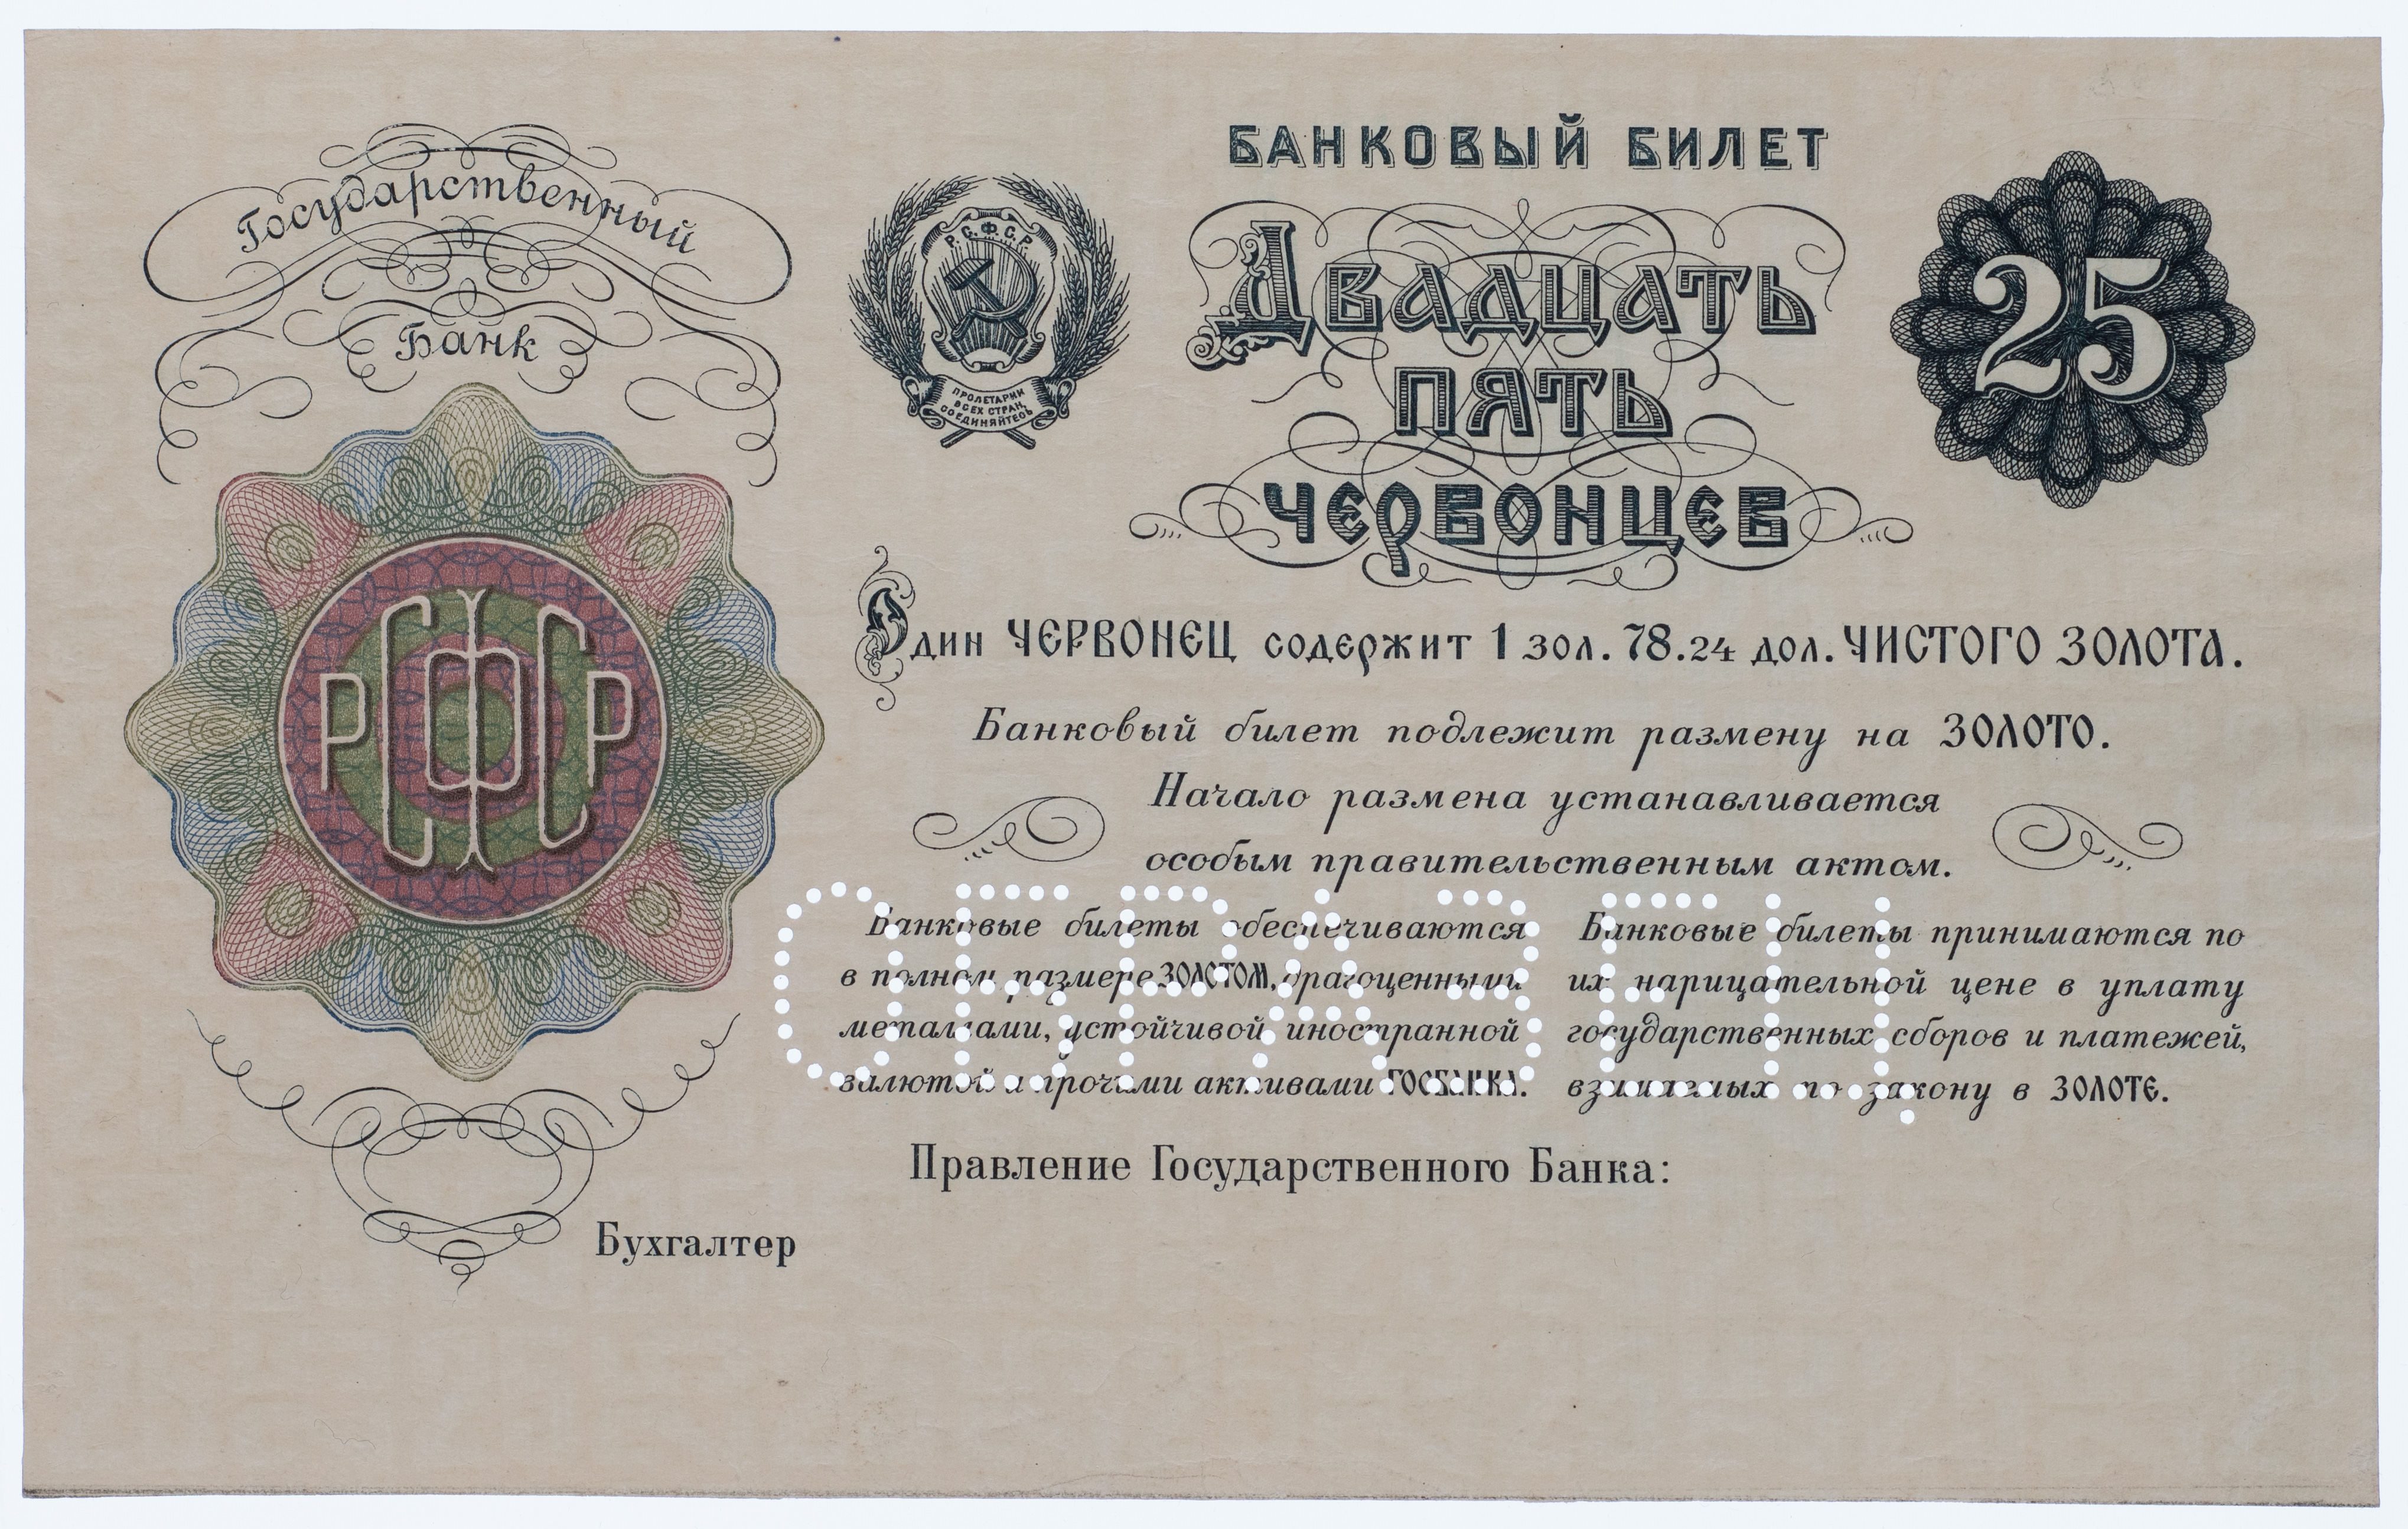 Государственный
Банк
РСФСР
Р.С.Ф.С.Р.
ПРОЛЕТАРИИ
ВСЕХ СТРАН,
СОЕДИНЯЙТЕСЬ
БАНКОВЫЙ БИЛЕТ
Двадцать
пять
червонцев
25
Один ЧЕРВОНЕЦ содержит 1 зол. 78.24 дол. ЧИСТОГО ЗОЛОТА.
Банковый билет подлежит размену на ЗОЛОТО.
Начало размена устанавливается
особым правительственным актом.
Банковые билеты обеспечиваются
в полном размере ЗОЛОТОМ, драгоценными
металлами, устойчивой иностранной
валютой и прочими активами ГОСБАНКА.
Банковые билеты принимаются по
их нарицательной цене в уплату
государственных сборов и платежей,
взимаемых по закону в ЗОЛОТЕ.
ОБРАЗЕЦ
Правление Государственного Банка:
Бухгалтер